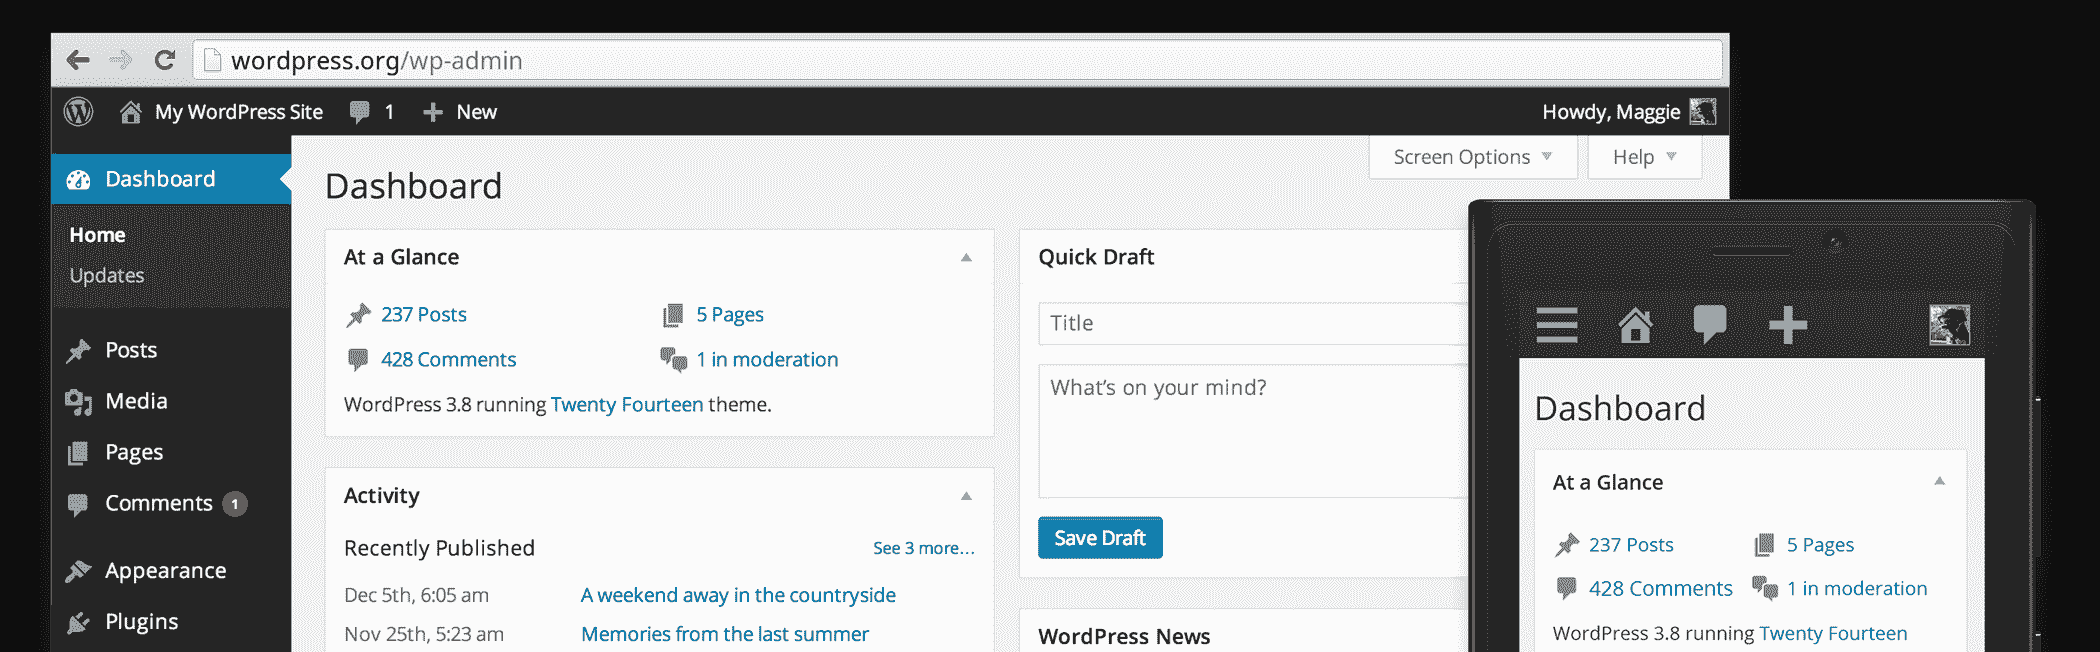 wordpress.org/wp-admin
My WordPress Site 1 New Howdy, Maggie
Screen Options Help
Dashboard
Home
Updates
Posts
Media
Pages
Comments 1
Appearance
Plugins
Dashboard
At a Glance
237 Posts 5 Pages
428 Comments 1 in moderation
WordPress 3.8 running Twenty Fourteen theme.
Activity
Recently Published See 3 more...
Dec 5th, 6:05 am A weekend away in the countryside
Nov 25th, 5:23 am Memories from the last summer
Quick Draft
Title
What's on your mind?
Save Draft
WordPress News
Dashboard
At a Glance
237 Posts 5 Pages
428 Comments 1 in moderation
WordPress 3.8 running Twenty Fourteen